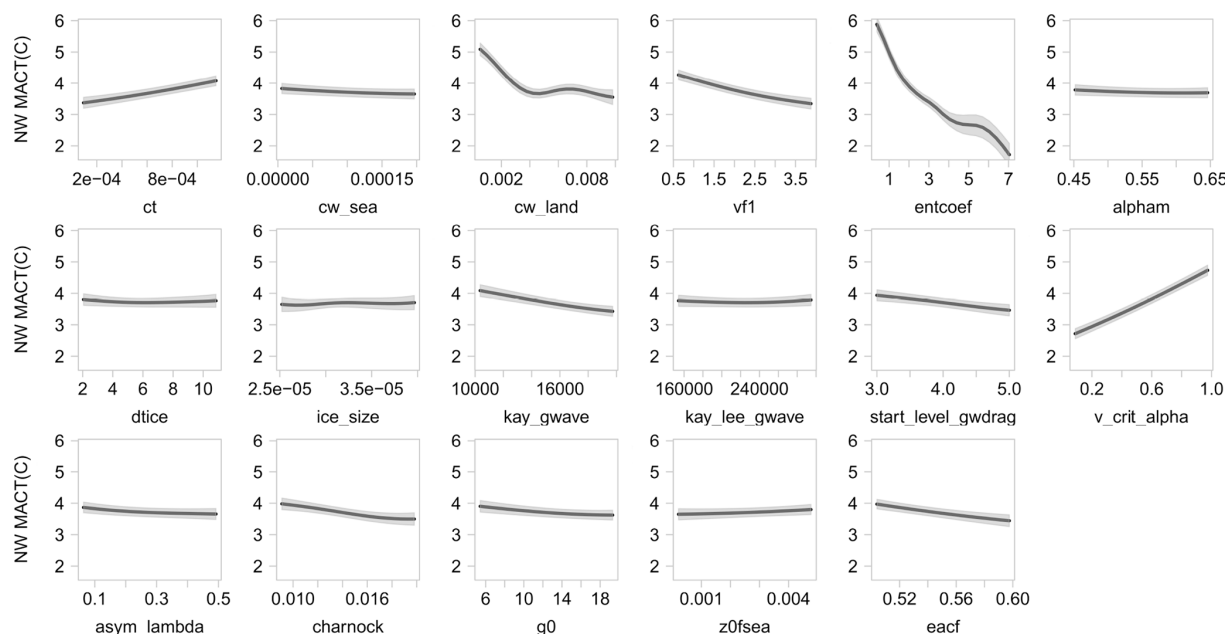 NW MACT(C)
6
5
4
3
2
2e−04 8e−04
ct
6
5
4
3
2
0.00000 0.00015
cw_sea
6
5
4
3
2
0.002 0.008
cw_land
6
5
4
3
2
0.5 1.5 2.5 3.5
vf1
6
5
4
3
2
1 3 5 7
entcoef
6
5
4
3
2
0.45 0.55 0.65
alpham
NW MACT(C)
6
5
4
3
2
2 4 6 8 10
dtice
6
5
4
3
2
2.5e−05 3.5e−05
ice_size
6
5
4
3
2
10000 16000
kay_gwave
6
5
4
3
2
160000 240000
kay_lee_gwave
6
5
4
3
2
3.0 4.0 5.0
start_level_gwdrag
6
5
4
3
2
0.2 0.6 1.0
v_crit_alpha
NW MACT(C)
6
5
4
3
2
0.1 0.3 0.5
asym_lambda
6
5
4
3
2
0.010 0.016
charnock
6
5
4
3
2
6 10 14 18
g0
6
5
4
3
2
0.001 0.004
z0fsea
6
5
4
3
2
0.52 0.56 0.60
eacf